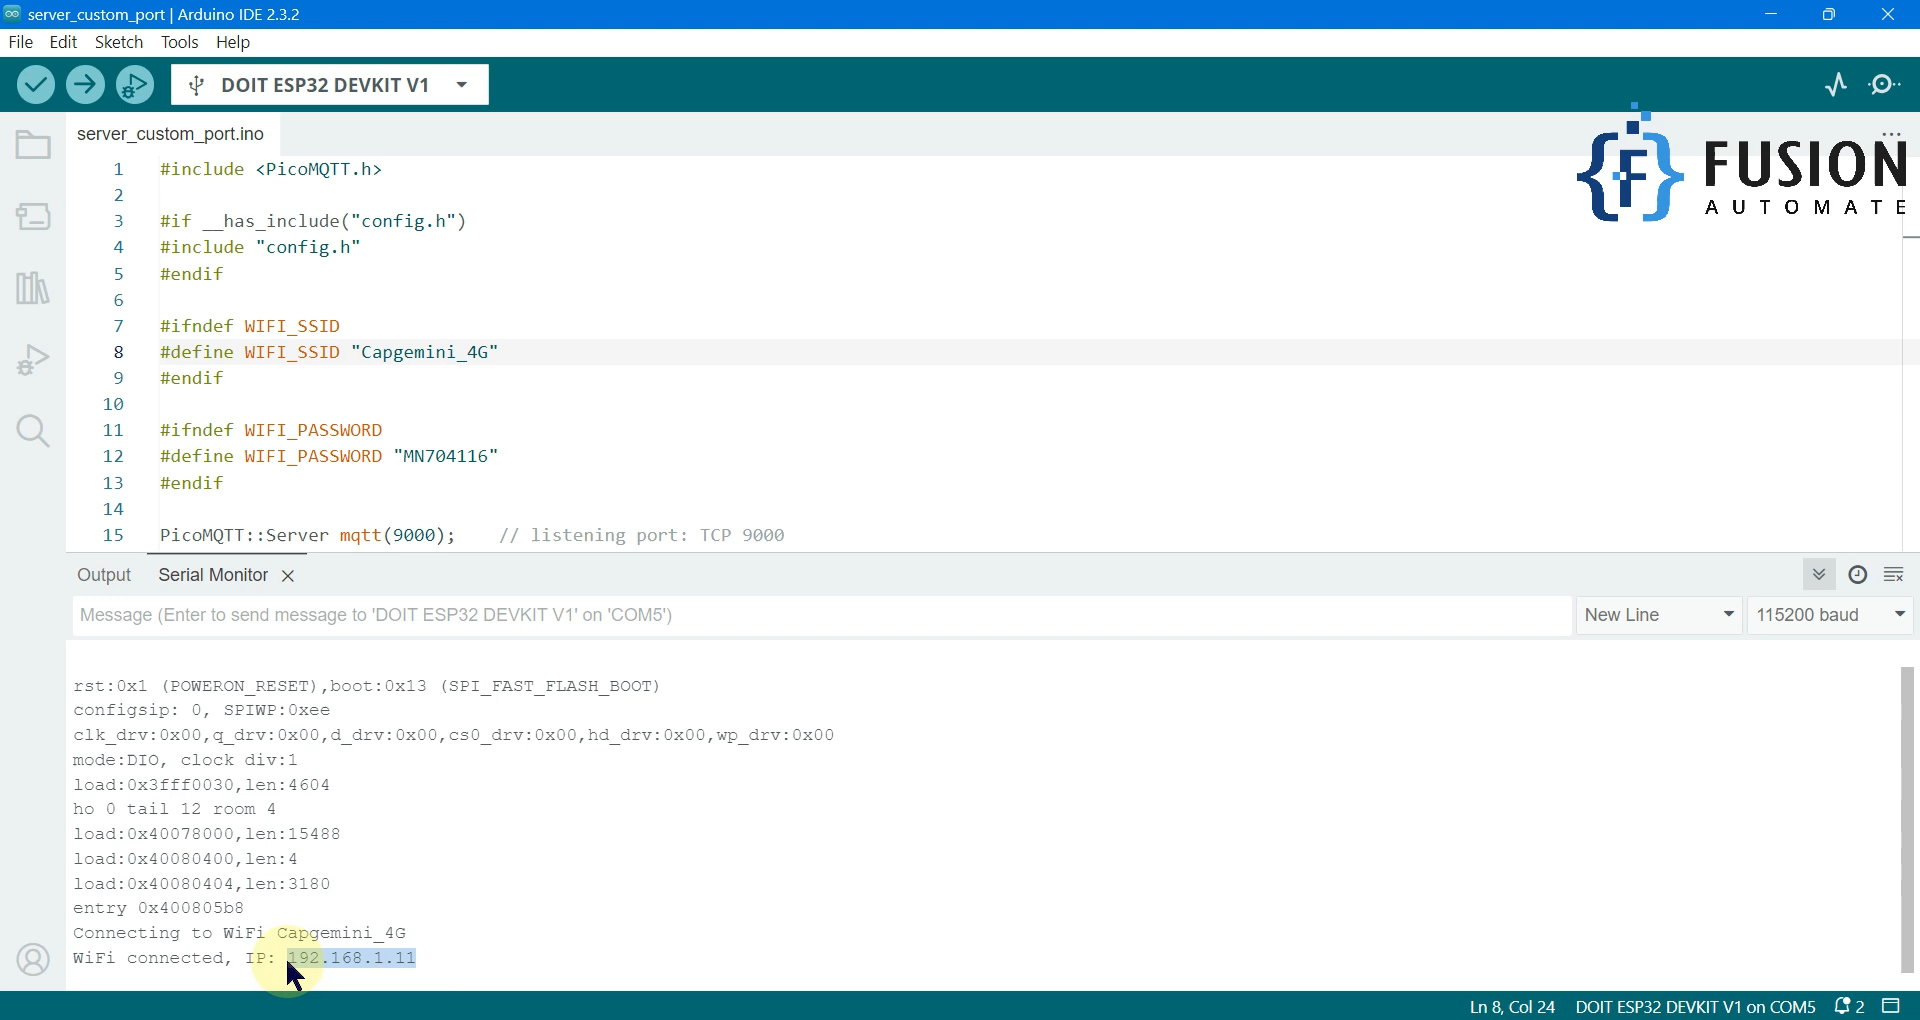 server_custom_port | Arduino IDE 2.3.2
File Edit Sketch Tools Help
DOIT ESP32 DEVKIT V1
server_custom_port.ino
...
FUSION
AUTOMATE
1 #include <PicoMQTT.h>
2
3 #if __has_include("config.h")
4 #include "config.h"
5 #endif
6
7 #ifndef WIFI_SSID
8 #define WIFI_SSID "Capgemini_4G"
9 #endif
10
11 #ifndef WIFI_PASSWORD
12 #define WIFI_PASSWORD "MN704116"
13 #endif
14
15 PicoMQTT::Server mqtt(9000); // listening port: TCP 9000
Output Serial Monitor
Message (Enter to send message to 'DOIT ESP32 DEVKIT V1' on 'COM5') New Line 115200 baud
rst:0x1 (POWERON_RESET),boot:0x13 (SPI_FAST_FLASH_BOOT)
configsip: 0, SPIWP:0xee
clk_drv:0x00,q_drv:0x00,d_drv:0x00,cs0_drv:0x00,hd_drv:0x00,wp_drv:0x00
mode:DIO, clock div:1
load:0x3fff0030,len:4604
ho 0 tail 12 room 4
load:0x40078000,len:15488
load:0x40080400,len:4
load:0x40080404,len:3180
entry 0x400805b8
Connecting to WiFi Capgemini_4G
WiFi connected, IP: 192.168.1.11
Ln 8, Col 24 DOIT ESP32 DEVKIT V1 on COM5 2